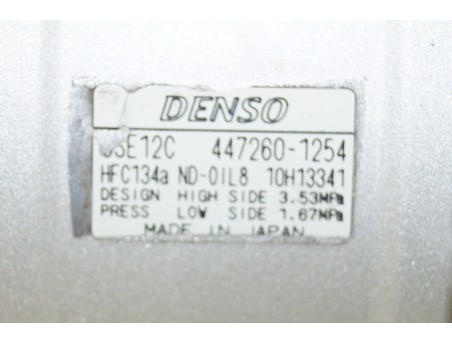 DENSO
5SE12C 447260-1254
HFC134a ND-OIL8 10H13341
DESIGN HIGH SIDE 3.53MPa
PRESS LOW SIDE 1.67MPa
MADE IN JAPAN